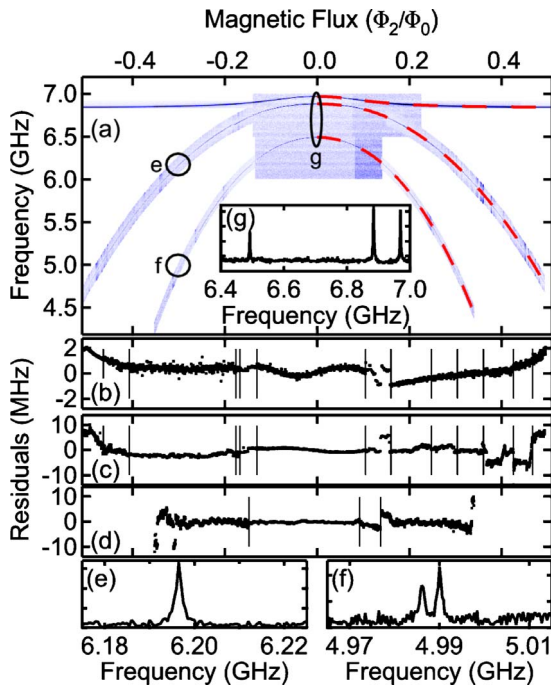 Magnetic Flux (Φ₂/Φ₀)
-0.4 -0.2 0.0 0.2 0.4
Frequency (GHz)
7.0
6.5
6.0
5.5
5.0
4.5
(a)
e
g
f
(g)
6.4 6.6 6.8 7.0
Frequency (GHz)
Residuals (MHz)
2
0
-2
(b)
10
0
-10
(c)
10
0
-10
(d)
(e)
(f)
6.18 6.20 6.22
4.97 4.99 5.01
Frequency (GHz) Frequency (GHz)